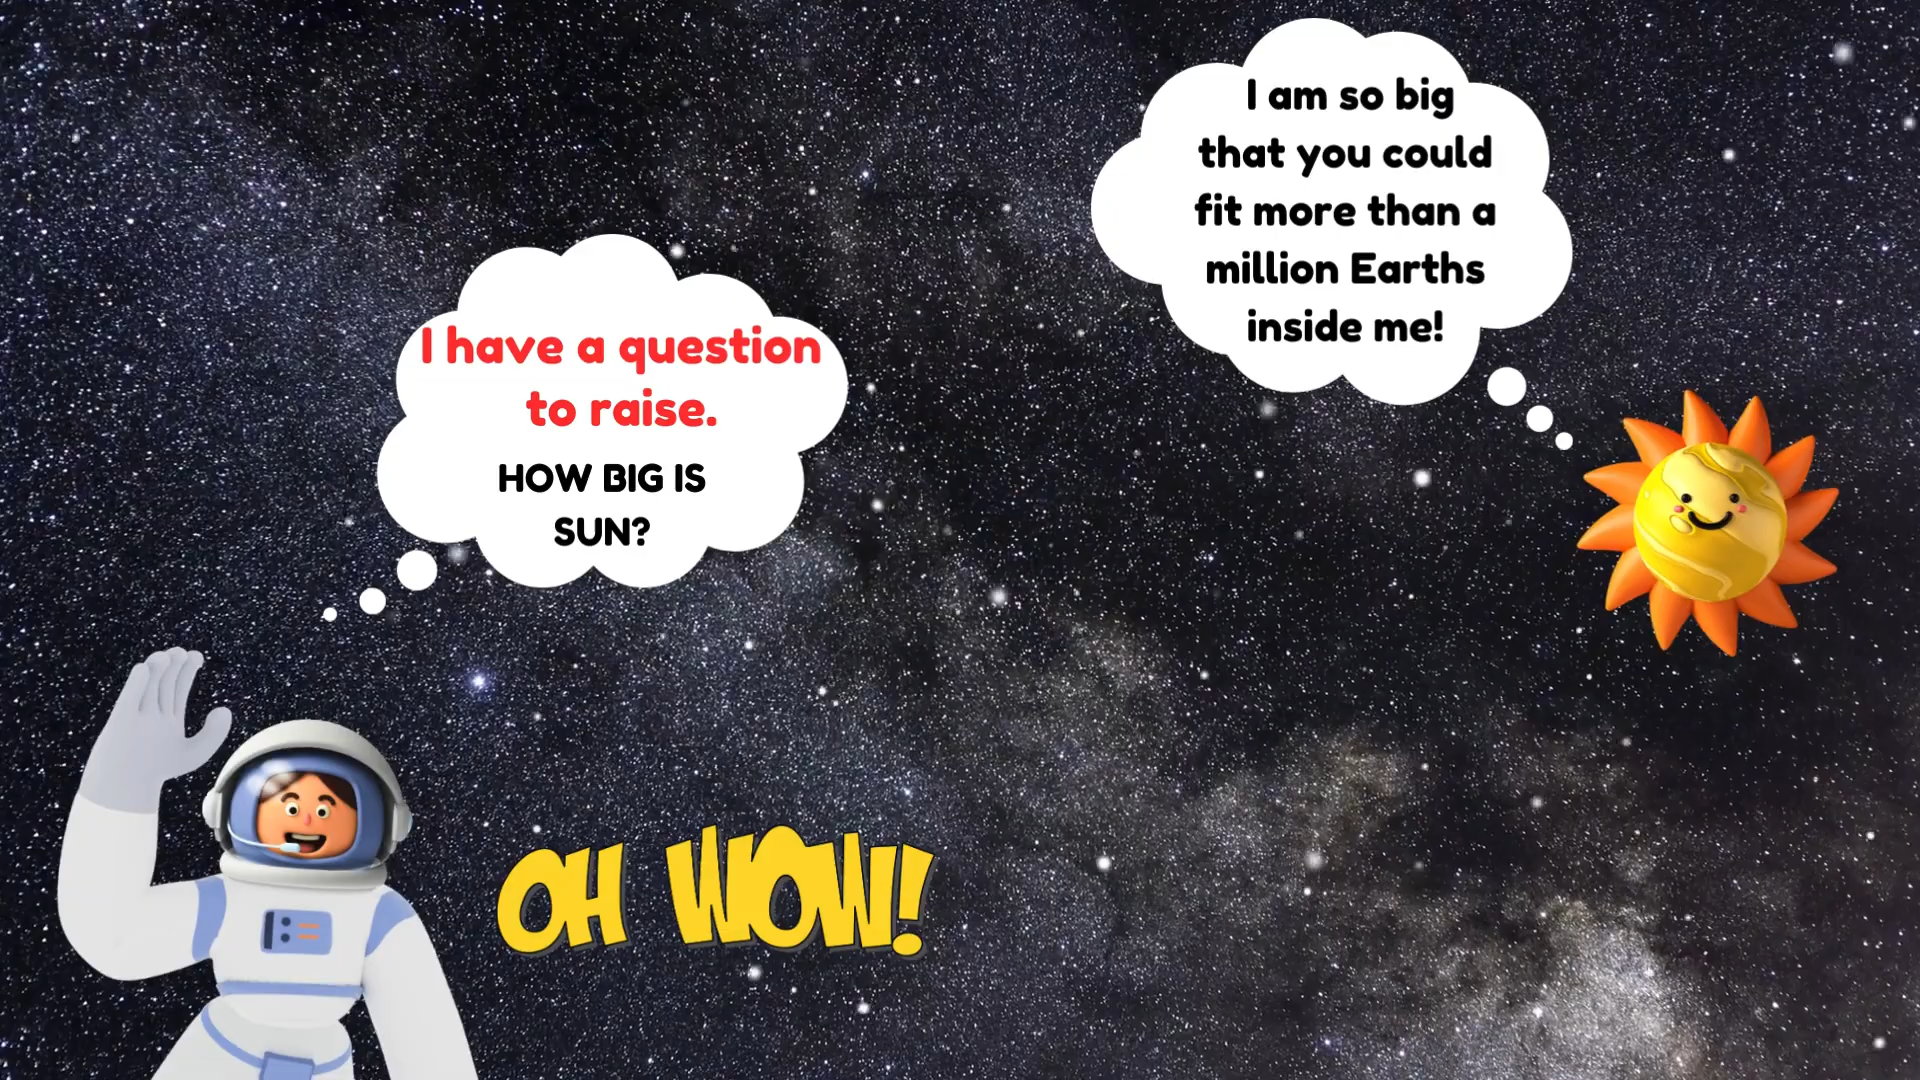 I have a question
to raise.
HOW BIG IS
SUN?
I am so big
that you could
fit more than a
million Earths
inside me!
OH WOW!